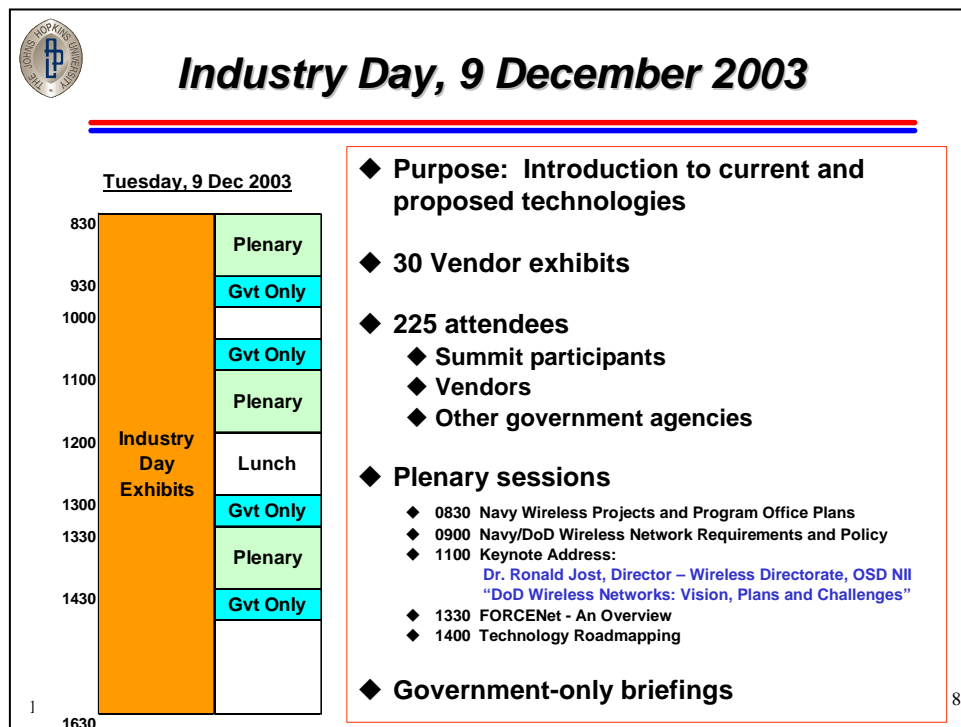 THE JOHNS HOPKINS UNIVERSITY
APL
Industry Day, 9 December 2003
Tuesday, 9 Dec 2003
830
930
1000
1100
1200
1300
1330
1430
1630
Industry
Day
Exhibits
Plenary
Gvt Only
Gvt Only
Plenary
Lunch
Gvt Only
Plenary
Gvt Only
◆ Purpose: Introduction to current and
proposed technologies
◆ 30 Vendor exhibits
◆ 225 attendees
◆ Summit participants
◆ Vendors
◆ Other government agencies
◆ Plenary sessions
◆ 0830 Navy Wireless Projects and Program Office Plans
◆ 0900 Navy/DoD Wireless Network Requirements and Policy
◆ 1100 Keynote Address:
Dr. Ronald Jost, Director – Wireless Directorate, OSD NII
“DoD Wireless Networks: Vision, Plans and Challenges”
◆ 1330 FORCENet - An Overview
◆ 1400 Technology Roadmapping
◆ Government-only briefings
8